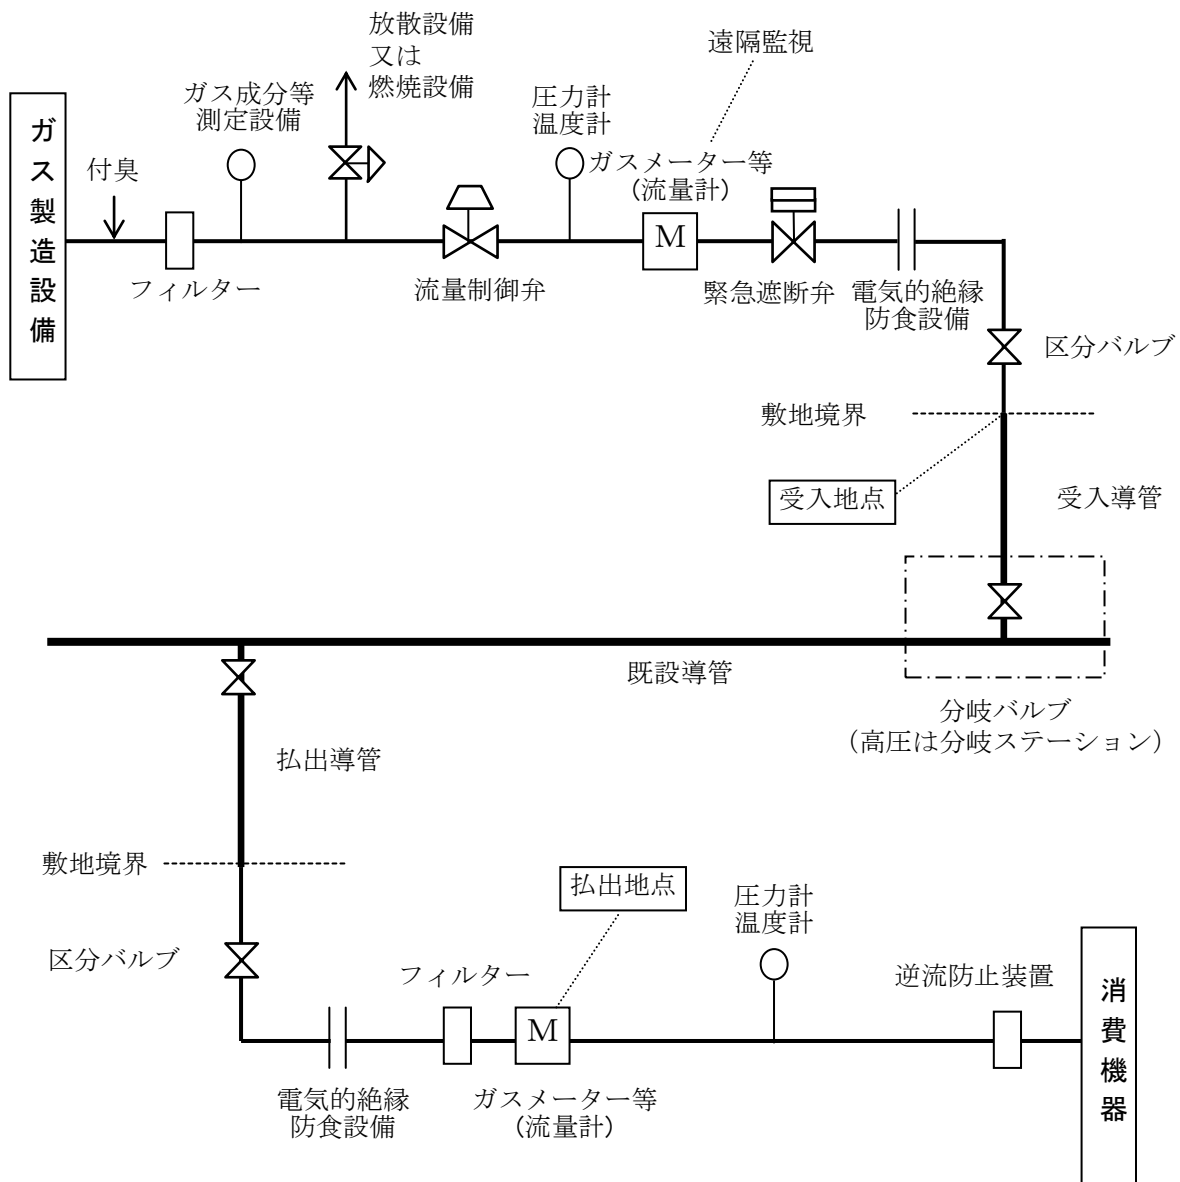 放散設備
又は
燃焼設備
遠隔監視
ガス成分等
測定設備
圧力計
温度計
ガス製造設備
付臭
ガスメーター等
(流量計)
M
フィルター
流量制御弁
緊急遮断弁
電気的絶縁
防食設備
区分バルブ
敷地境界
受入地点
受入導管
既設導管
分岐バルブ
（高圧は分岐ステーション）
払出導管
敷地境界
払出地点
圧力計
温度計
区分バルブ
フィルター
逆流防止装置
消費機器
M
電気的絶縁
防食設備
ガスメーター等
(流量計)